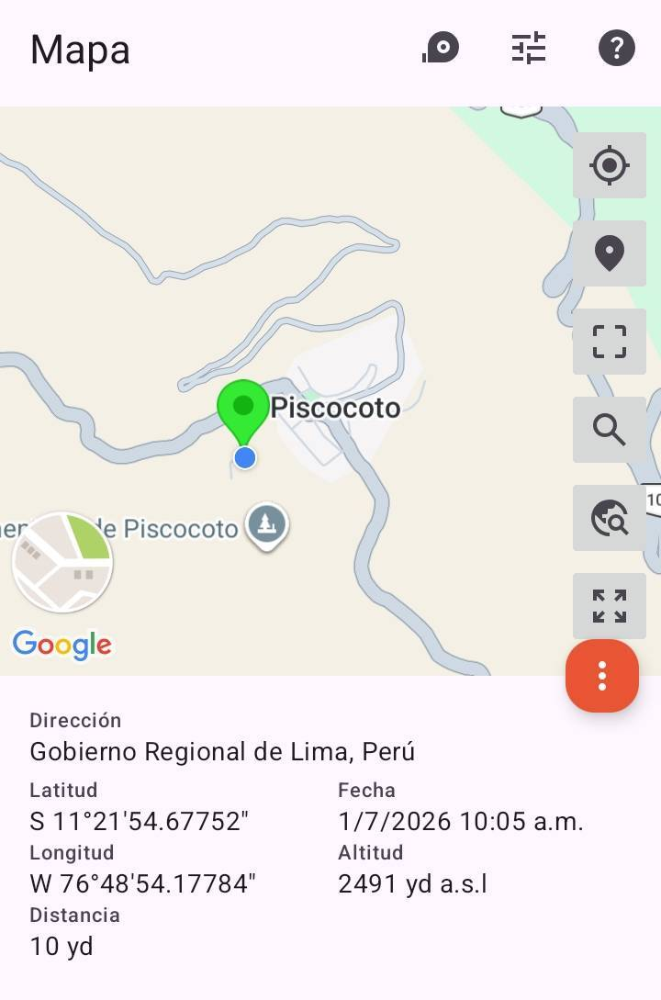 Mapa
Piscocoto
de Piscocoto
10
Google
Dirección
Gobierno Regional de Lima, Perú
Latitud
S 11°21'54.67752"
Fecha
1/7/2026 10:05 a.m.
Longitud
W 76°48'54.17784"
Altitud
2491 yd a.s.l
Distancia
10 yd